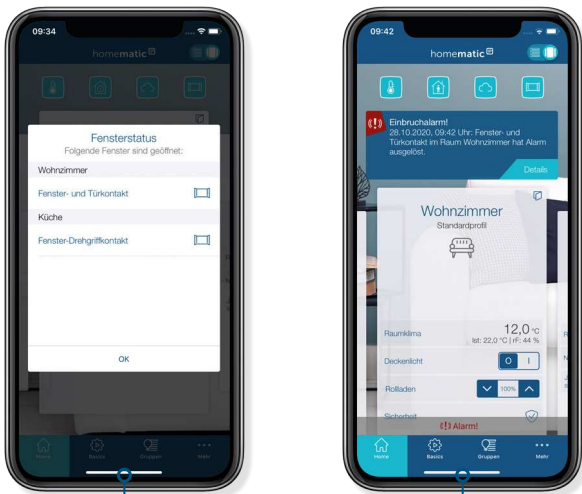 09:34
homematic IP
Fensterstatus
Folgende Fenster sind geöffnet:
Wohnzimmer
Fenster- und Türkontakt
Küche
Fenster-Drehgriffkontakt
OK
Home
Basics
Gruppen
Mehr
09:42
homematic IP
Einbruchalarm!
28.10.2020, 09:42 Uhr: Fenster- und
Türkontakt im Raum Wohnzimmer hat Alarm
ausgelöst.
Details
Wohnzimmer
Standardprofil
Raumklima
12,0 °C
Ist: 22,0 °C | rF: 44 %
Deckenlicht
O I
Rollladen
100%
Sicherheit
Alarm!
Home
Basics
Gruppen
Mehr